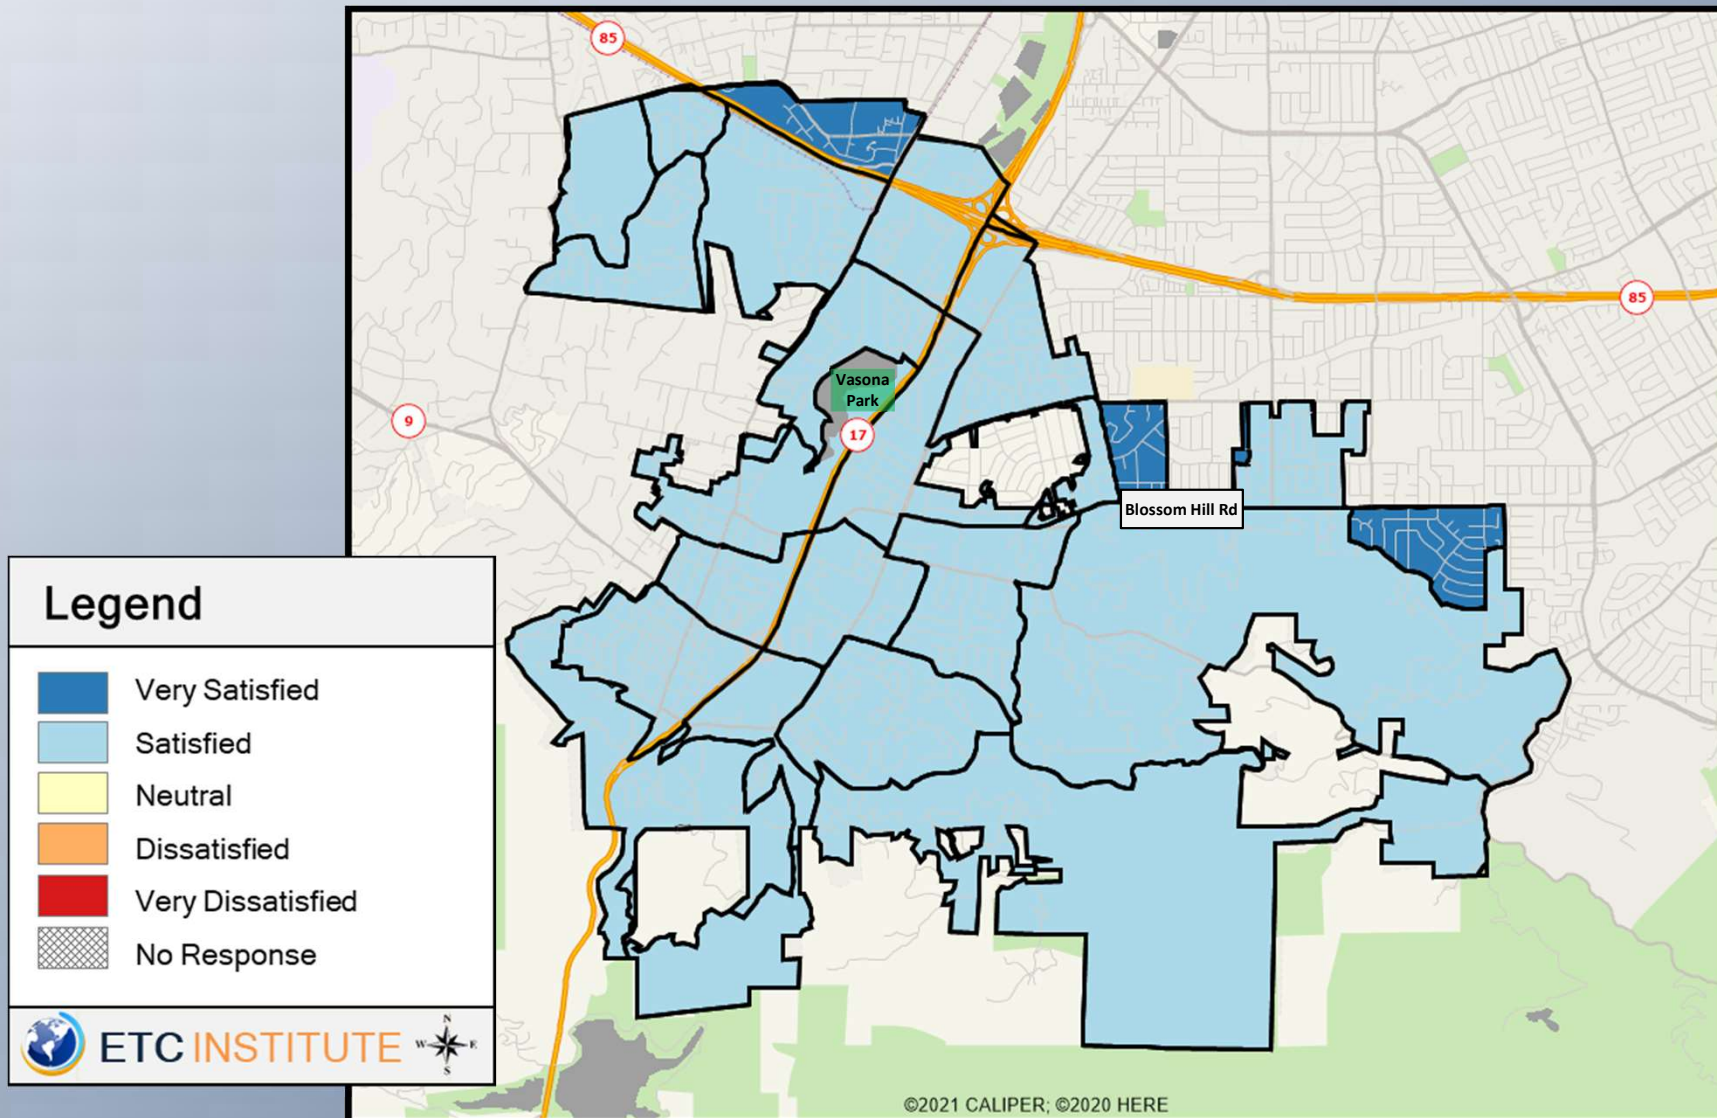 85
85
9
Vasona
Park
17
Blossom Hill Rd
Legend
Very Satisfied
Satisfied
Neutral
Dissatisfied
Very Dissatisfied
No Response
ETC INSTITUTE
N
W E
S
©2021 CALIPER; ©2020 HERE